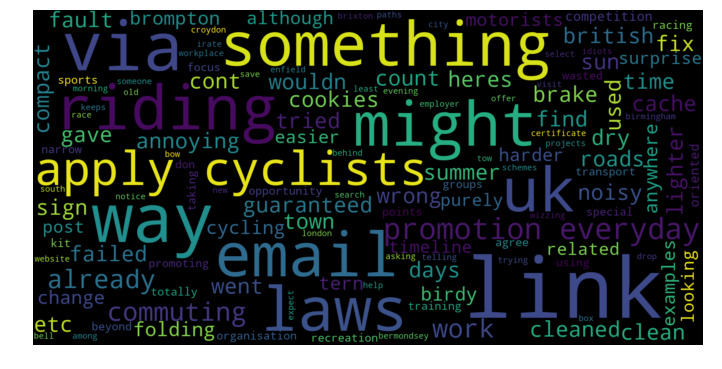 fault brompton although croydon brixton paths motorists city competition racing
irate workplace british idiots fix
via something select sun surprise
compact sports focus save enfield
cont wouldn count heres visit wasted time
morning someone old least evening employer offer brake used cache birmingham
riding cookies might find
race keeps tried certificate projects
gave annoying easier dry anywhere lighter oriented
narrow bow behind tow schemes roads transport
apply cyclists summer harder
south don taking new opportunity search groups wrong uk noisy
sign notice guaranteed purely
post way london points special
kit cycling town promotion everyday
website failed email timeline agree related
promoting asking telling wizzing using drop
already totally went tern help days trying examples looking
change expect laws birdy link
training box
etc commuting work cleaned clean
beyond folding
bell among organisation recreation bermondsey